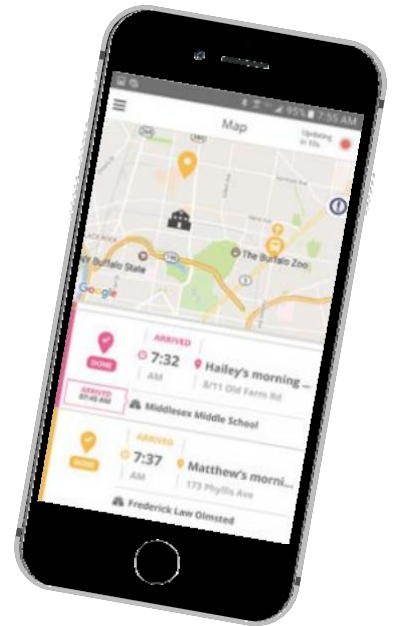 95% 7:55 AM
Map
Updating
in 10s
The Buffalo Zoo
NY Buffalo State
Google
ARRIVED
7:32
AM
DONE
Hailey's morning ...
8/11 Old Farm Rd
ARRIVED
07:45 AM
Middlesex Middle School
ARRIVED
7:37
AM
DONE
Matthew's morni...
173 Phyllis Ave
Frederick Law Olmsted